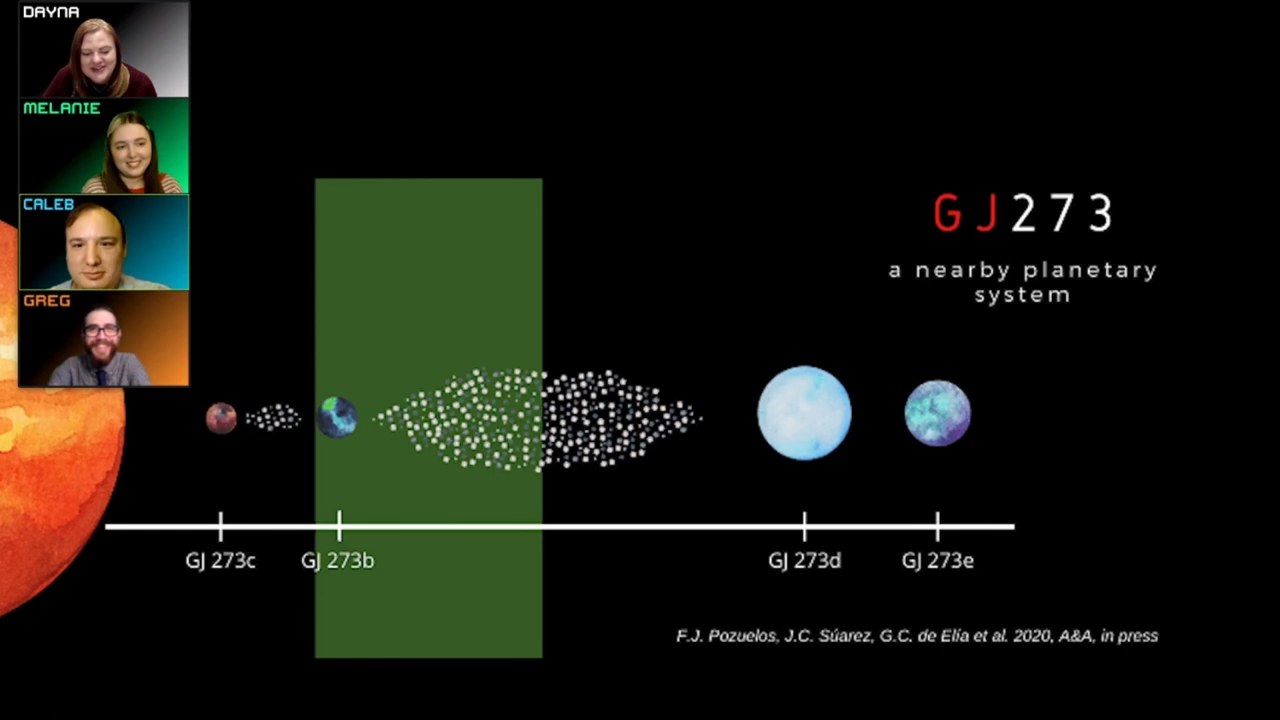 DAYNA
MELANIE
CALEB
GREG
GJ273
a nearby planetary
system
GJ 273c
GJ 273b
GJ 273d
GJ 273e
F.J. Pozuelos, J.C. Súarez, G.C. de Elía et al. 2020, A&A, in press